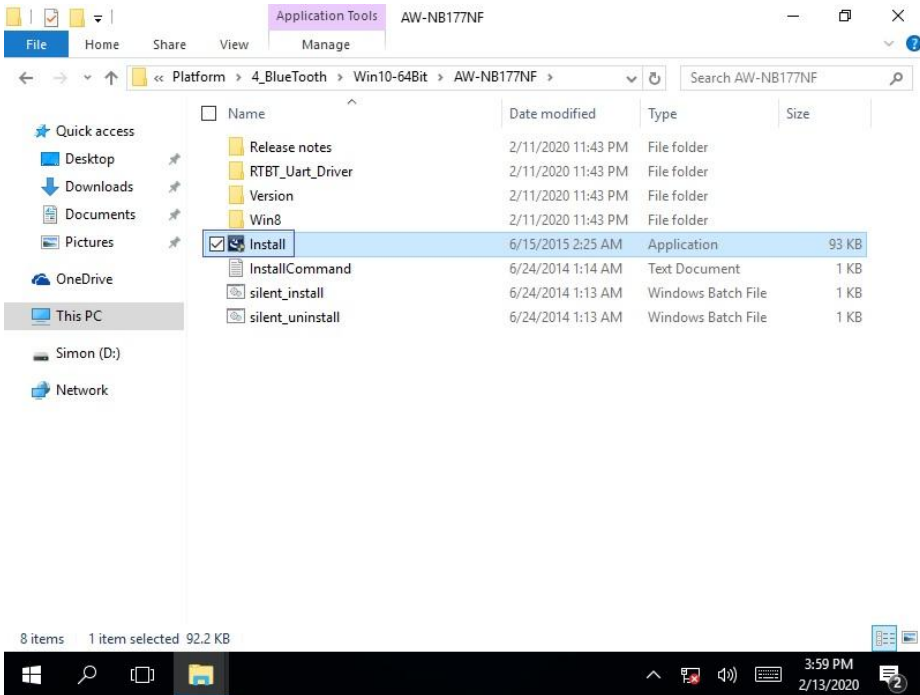 Application Tools AW-NB177NF
File Home Share View Manage
« Platform > 4_BlueTooth > Win10-64Bit > AW-NB177NF > Search AW-NB177NF
Name Date modified Type Size
Quick access
Desktop
Downloads
Documents
Pictures
OneDrive
This PC
Simon (D:)
Network
Release notes 2/11/2020 11:43 PM File folder
RTBT_Uart_Driver 2/11/2020 11:43 PM File folder
Version 2/11/2020 11:43 PM File folder
Win8 2/11/2020 11:43 PM File folder
Install 6/15/2015 2:25 AM Application 93 KB
InstallCommand 6/24/2014 1:14 AM Text Document 1 KB
silent_install 6/24/2014 1:13 AM Windows Batch File 1 KB
silent_uninstall 6/24/2014 1:13 AM Windows Batch File 1 KB
8 items 1 item selected 92.2 KB
3:59 PM
2/13/2020
2